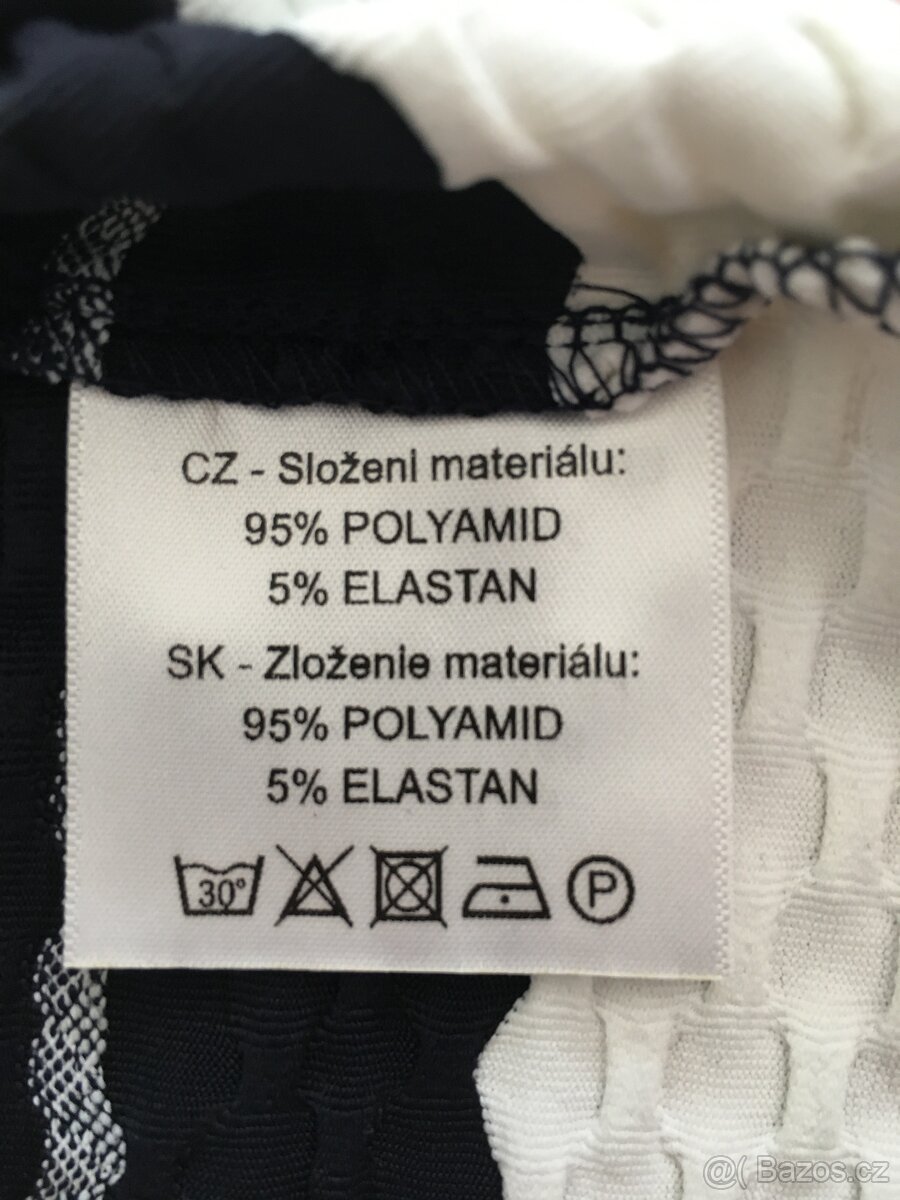 CZ - Složeni materiálu:
95% POLYAMID
5% ELASTAN
SK - Zloženie materiálu:
95% POLYAMID
5% ELASTAN
30° P
@( Bazos.cz